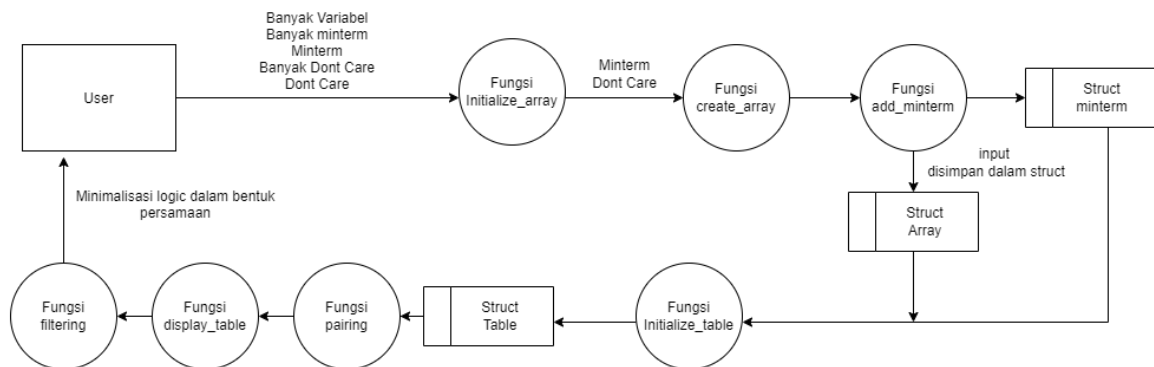 Banyak Variabel
Banyak minterm
Minterm
Banyak Dont Care
Dont Care
User
Fungsi
Initialize_array
Minterm
Dont Care
Fungsi
create_array
Fungsi
add_minterm
Struct
minterm
input
disimpan dalam struct
Struct
Array
Minimalisasi logic dalam bentuk
persamaan
Fungsi
filtering
Fungsi
display_table
Fungsi
pairing
Struct
Table
Fungsi
Initialize_table